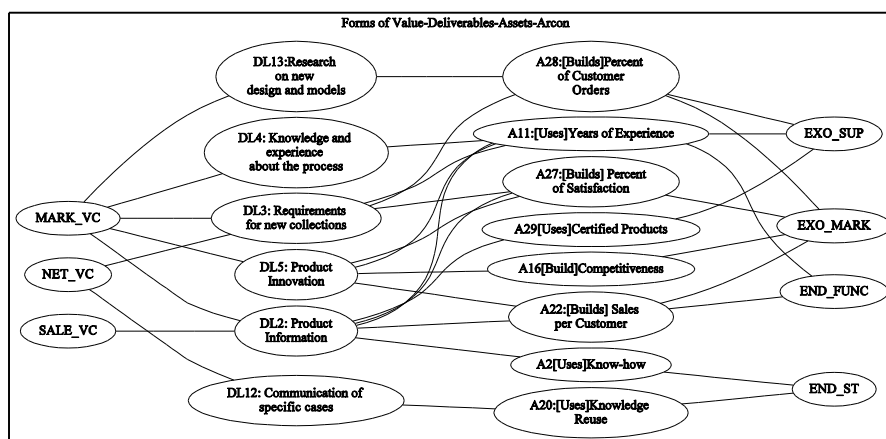 Forms of Value-Deliverables-Assets-Arcon
MARK_VC
NET_VC
SALE_VC
DL13:Research
on new
design and models
DL4: Knowledge and
experience
about the process
DL3: Requirements
for new collections
DL5: Product
Innovation
DL2: Product
Information
DL12: Communication of
specific cases
A28:[Builds]Percent
of Customer
Orders
A11:[Uses]Years of Experience
A27:[Builds] Percent
of Satisfaction
A29[Uses]Certified Products
A16[Build]Competitiveness
A22:[Builds] Sales
per Customer
A2[Uses]Know-how
A20:[Uses]Knowledge
Reuse
EXO_SUP
EXO_MARK
END_FUNC
END_ST